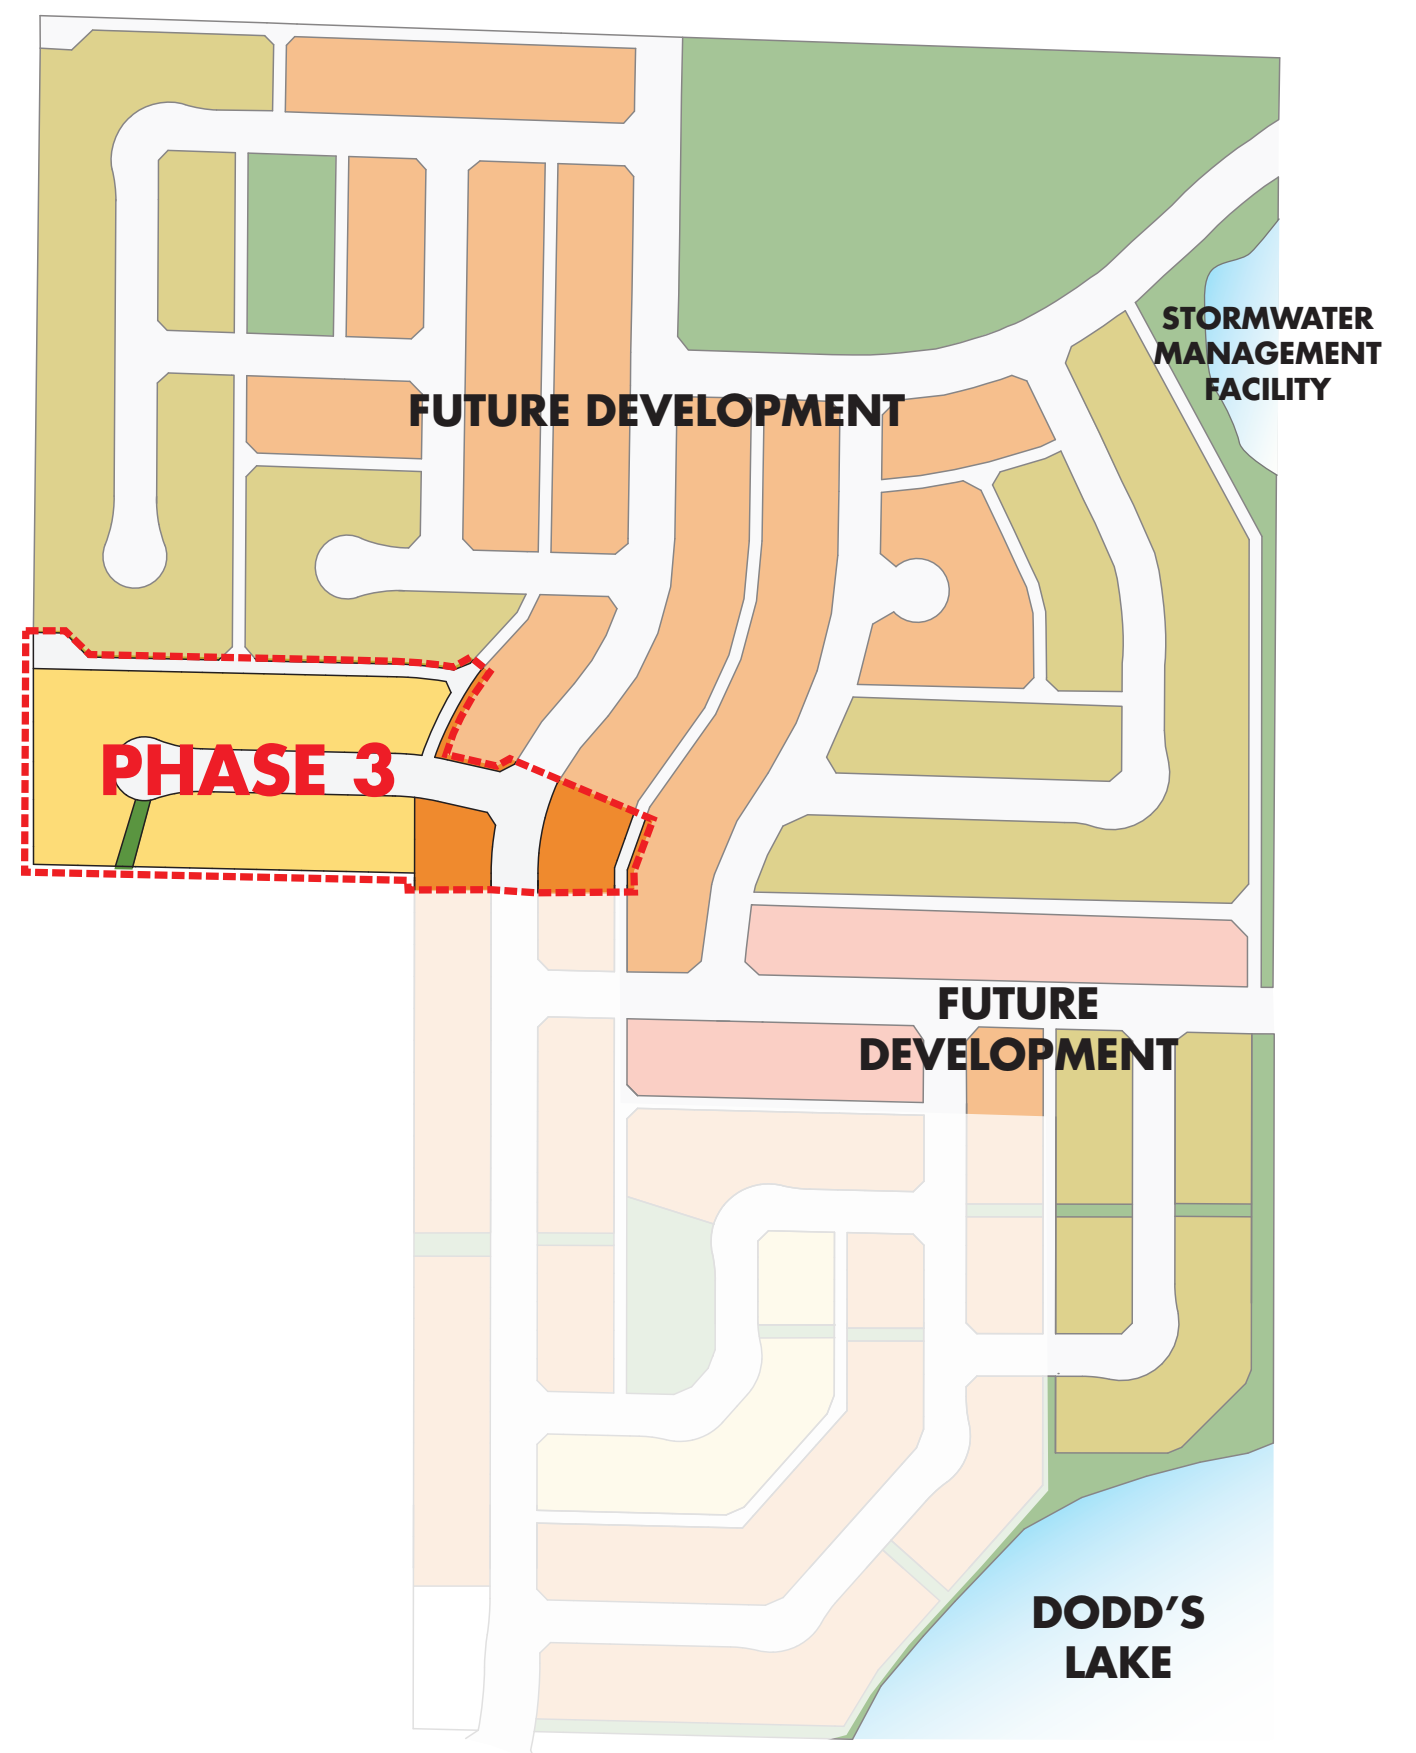 STORMWATER
MANAGEMENT
FACILITY
FUTURE DEVELOPMENT
PHASE 3
FUTURE
DEVELOPMENT
DODD'S
LAKE